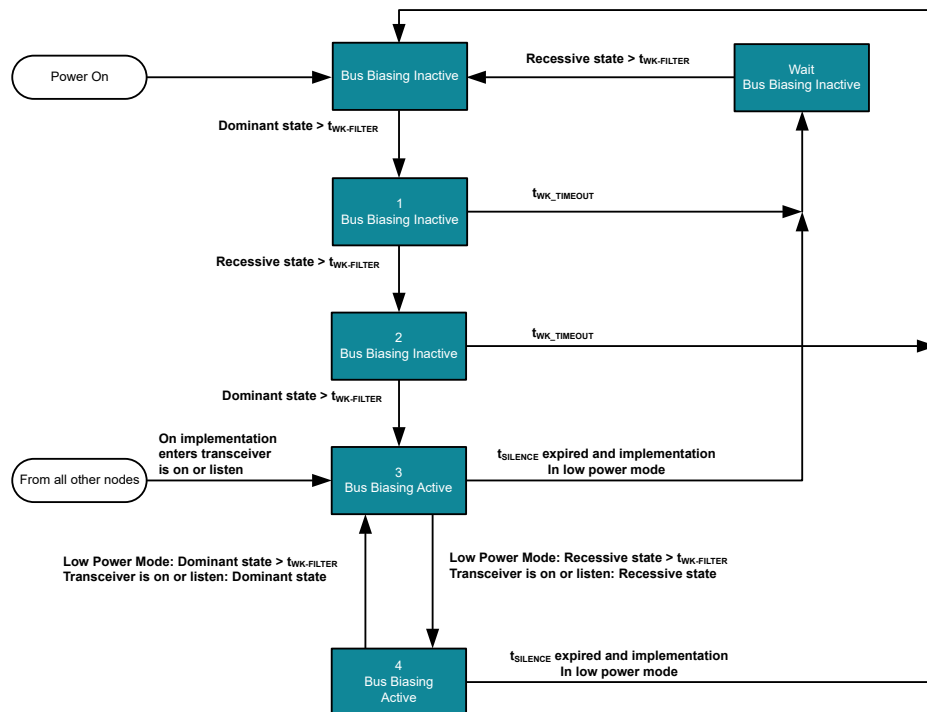 Power On
Bus Biasing Inactive
Recessive state > tWK-FILTER
Wait
Bus Biasing Inactive
Dominant state > tWK-FILTER
1
Bus Biasing Inactive
tWK_TIMEOUT
Recessive state > tWK-FILTER
2
Bus Biasing Inactive
tWK_TIMEOUT
Dominant state > tWK-FILTER
On implementation
enters transceiver
is on or listen
From all other nodes
3
Bus Biasing Active
tSILENCE expired and implementation
In low power mode
Low Power Mode: Dominant state > tWK-FILTER
Transceiver is on or listen: Dominant state
Low Power Mode: Recessive state > tWK-FILTER
Transceiver is on or listen: Recessive state
4
Bus Biasing
Active
tSILENCE expired and implementation
In low power mode